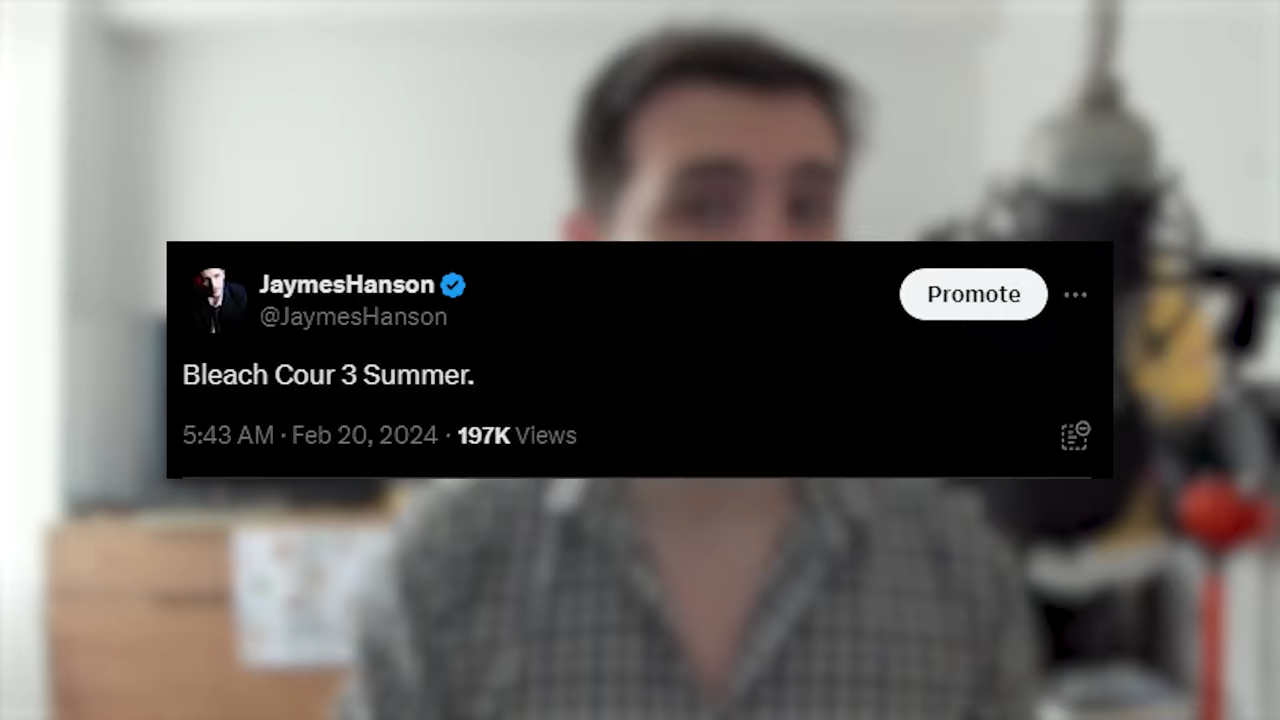 JaymesHanson
@JaymesHanson
Promote
Bleach Cour 3 Summer.
5:43 AM · Feb 20, 2024 · 197K Views